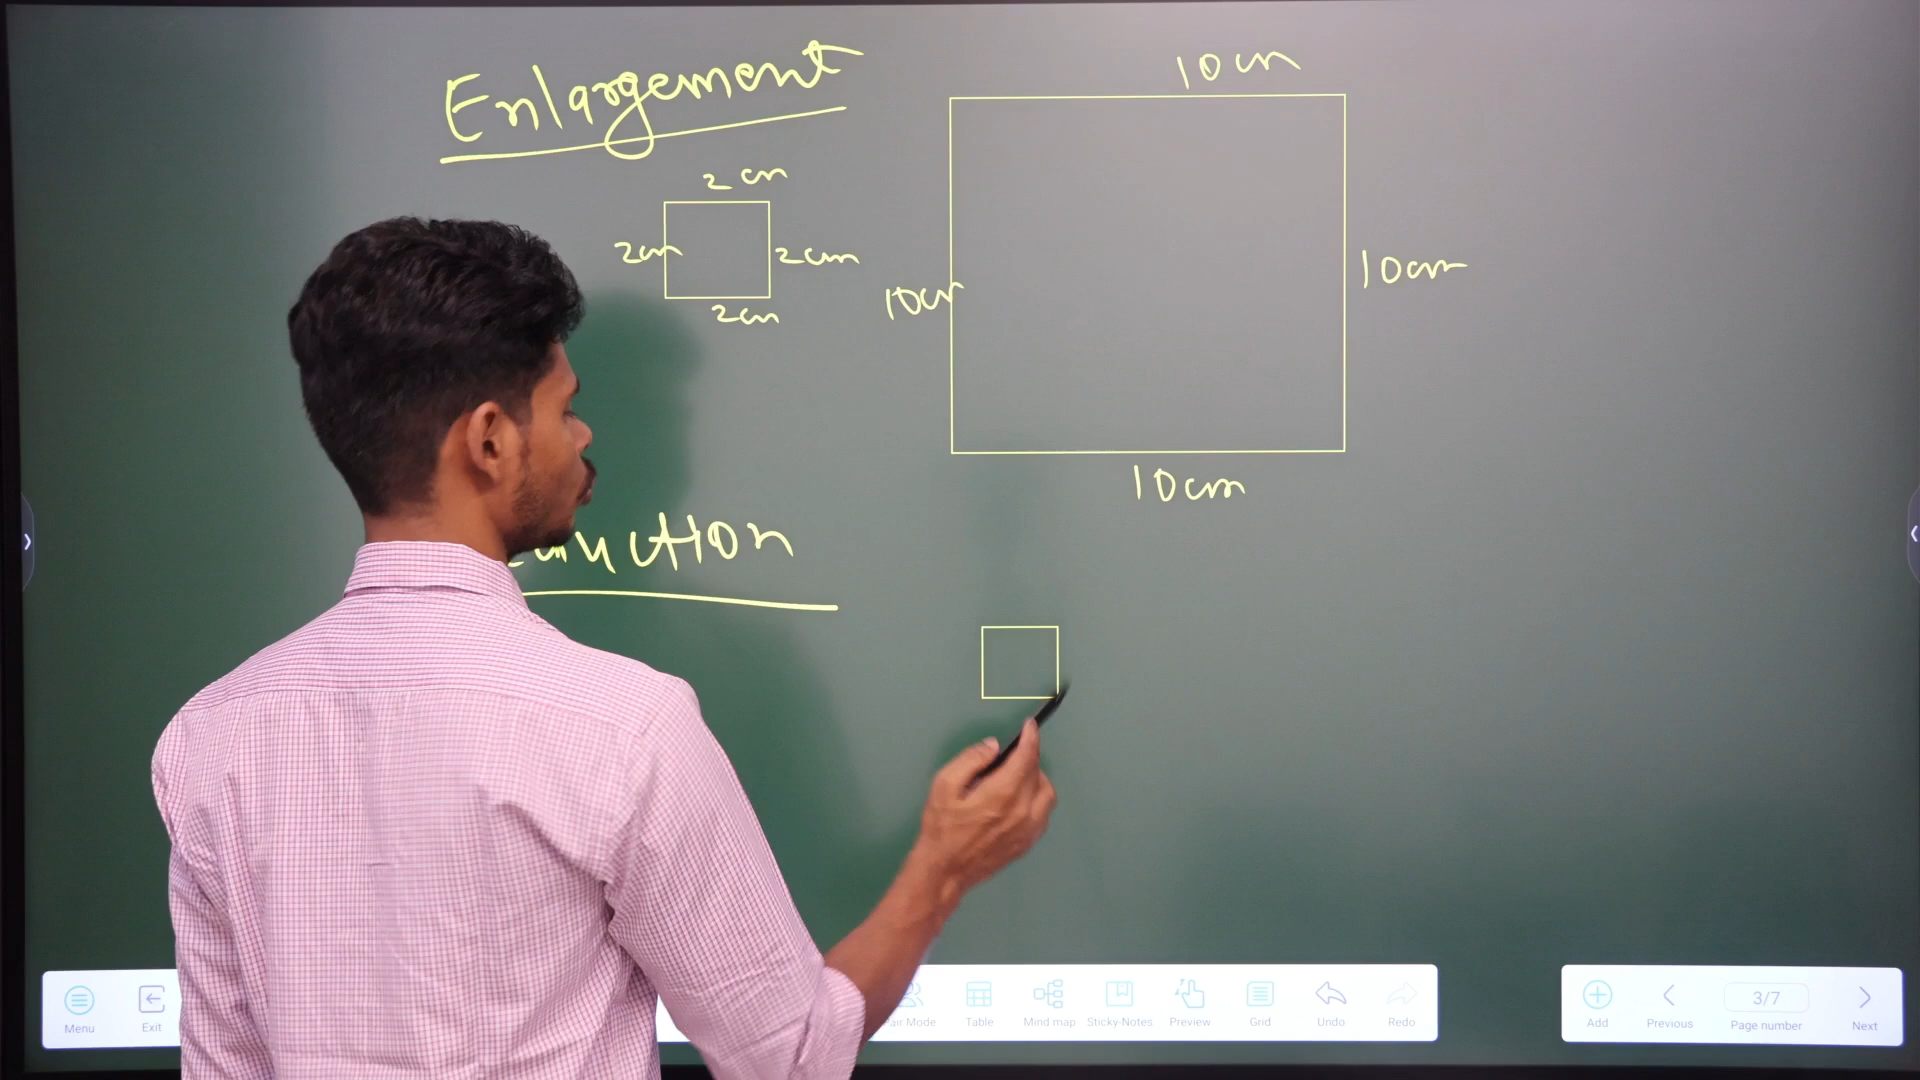 Enlargement
10 cm
2 cm
2cm
2cm
2cm
10cm
10cm
10cm
Menu
Exit
Table
Mind map
Sticky-Notes
Preview
Grid
Undo
Redo
Add
Previous
3/7
Page number
Next